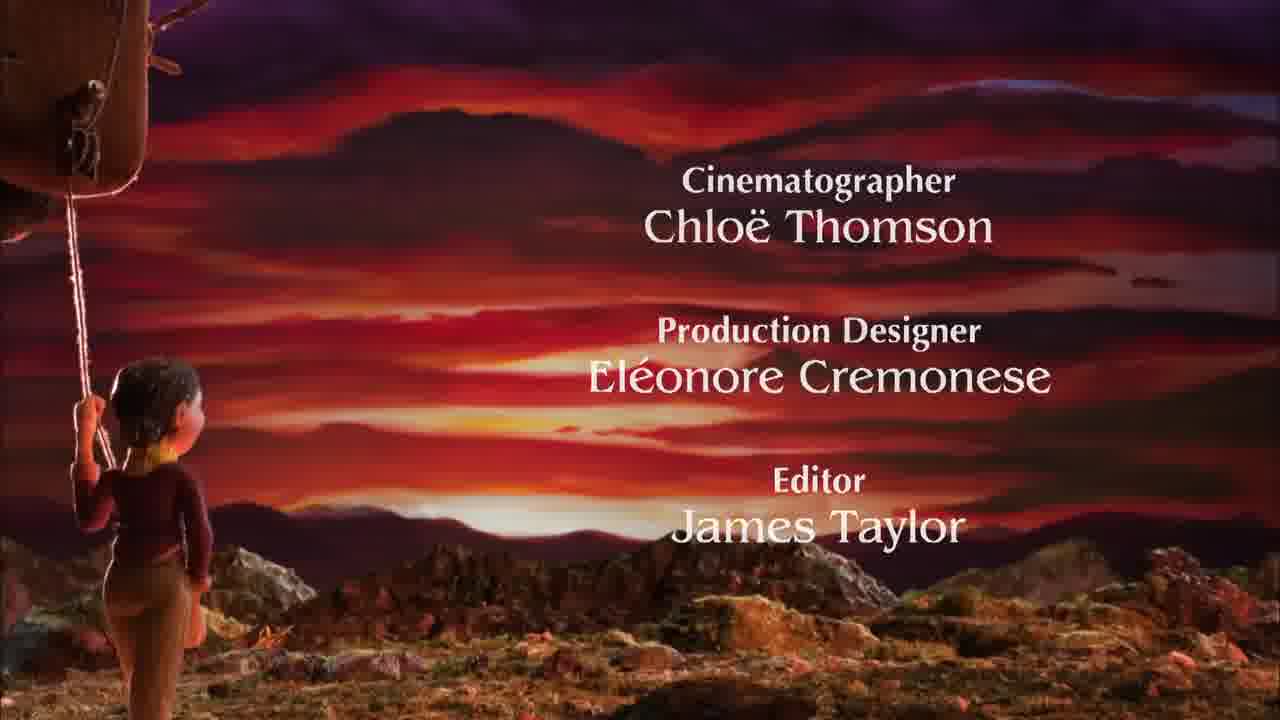 Cinematographer
Chloë Thomson
Production Designer
Eléonore Cremonese
Editor
James Taylor